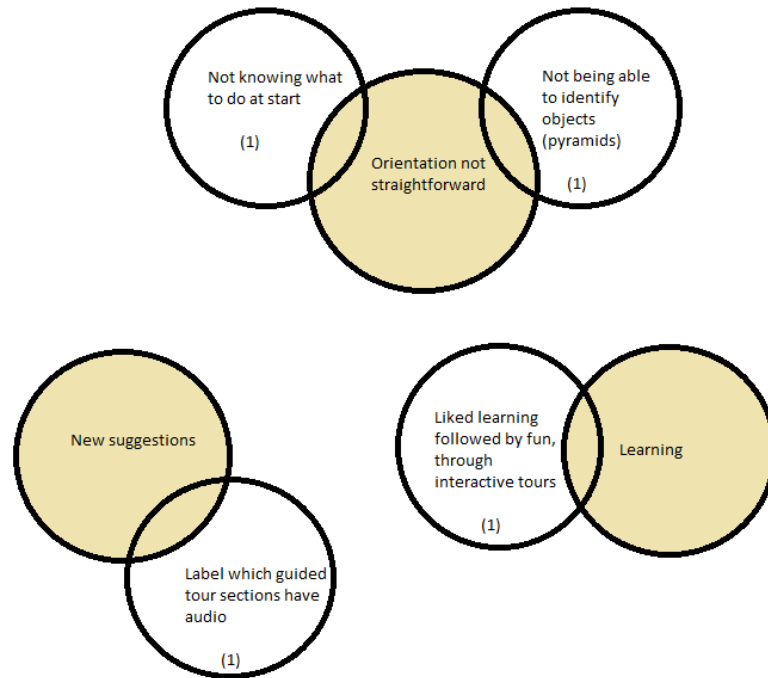 Not knowing what
to do at start
(1)
Not being able
to identify
objects
(pyramids)
(1)
Orientation not
straightforward
New suggestions
Label which guided
tour sections have
audio
(1)
Liked learning
followed by fun,
through
interactive tours
(1)
Learning